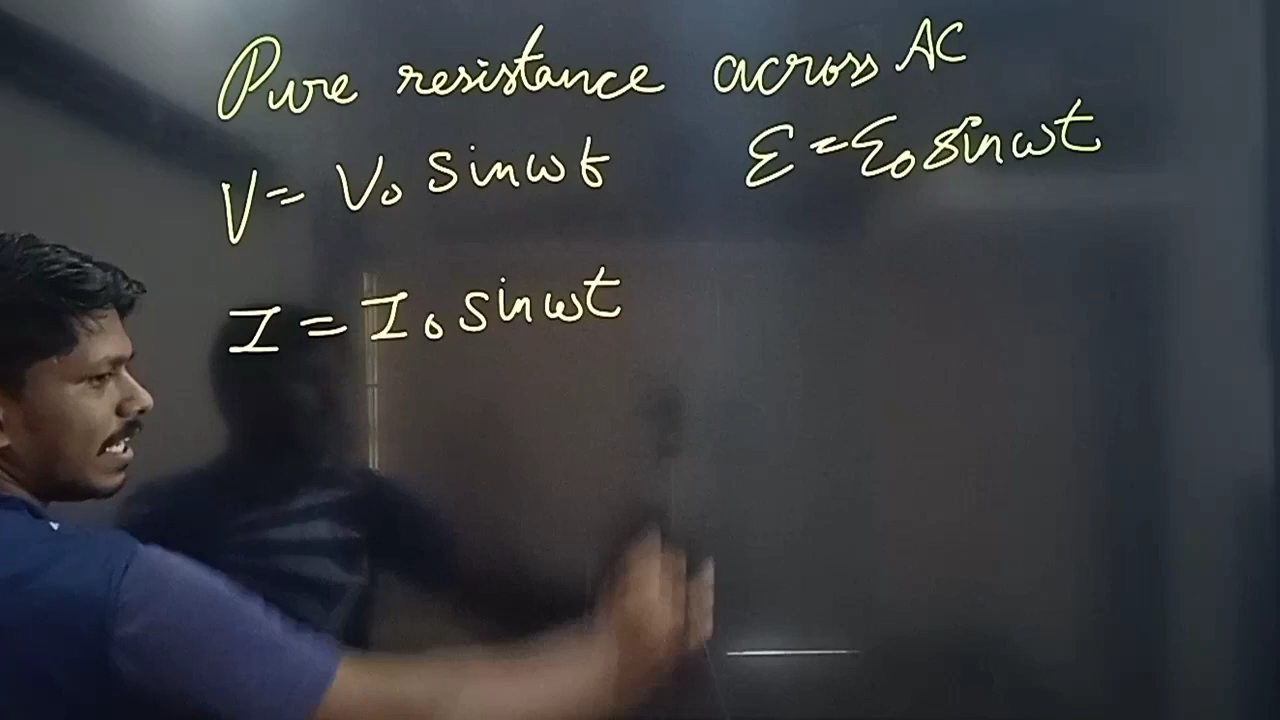 Pure resistance across AC
V = V₀ sinωt ε = ε₀ sinωt
I = I₀ sinωt